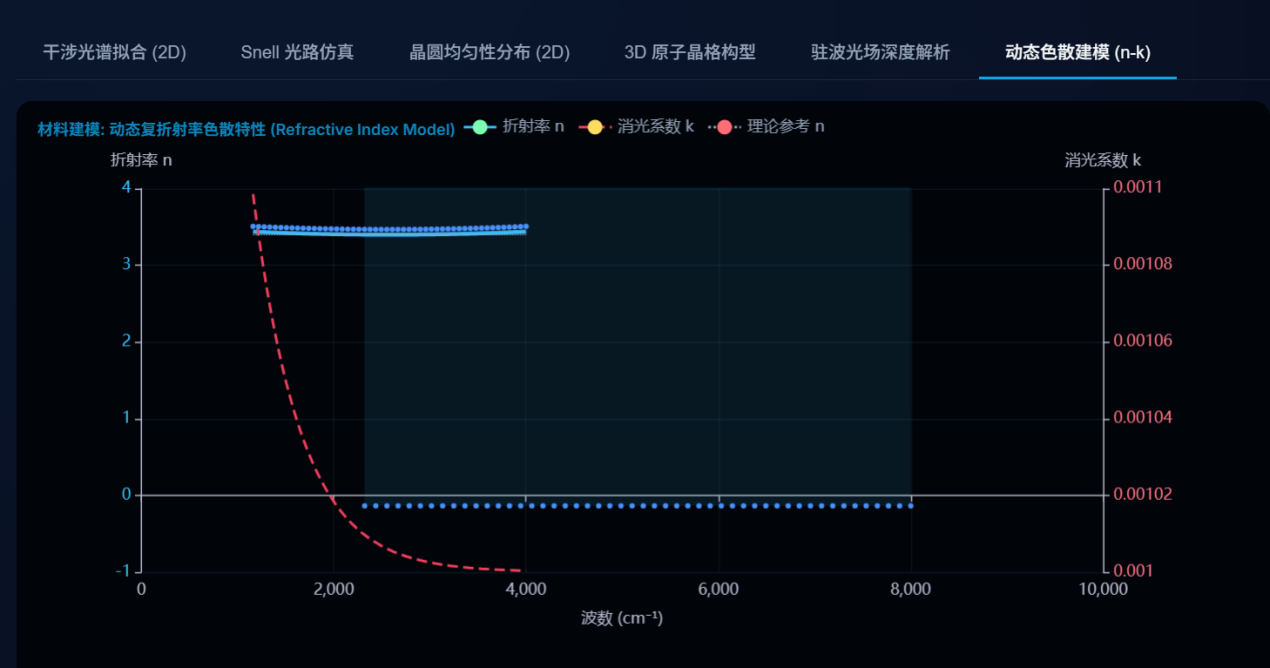 干涉光谱拟合 (2D) Snell 光路仿真 晶圆均匀性分布 (2D) 3D 原子晶格构型 驻波光场深度解析 动态色散建模 (n-k)
材料建模: 动态复折射率色散特性 (Refractive Index Model) 折射率 n 消光系数 k 理论参考 n
折射率 n 消光系数 k
4 0.0011
3 0.00108
2 0.00106
1 0.00104
0 0.00102
-1 0.001
0 2,000 4,000 6,000 8,000 10,000
波数 (cm⁻¹)